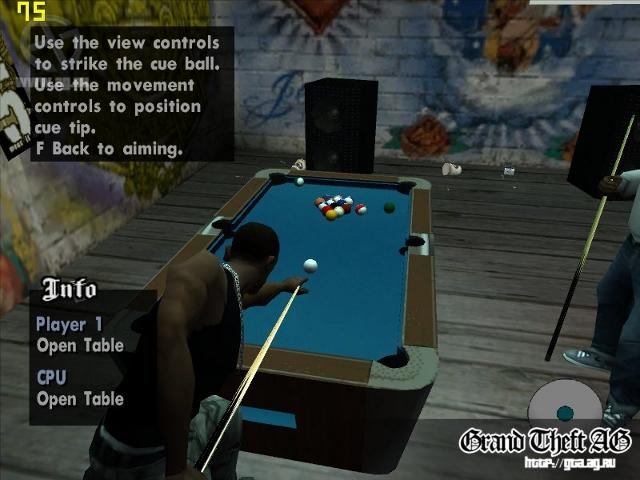 75
Use the view controls
to strike the cue ball.
Use the movement
controls to position
cue tip.
F Back to aiming.
Info
Player 1
Open Table
CPU
Open Table
Grand Theft AG
http://gta.ag.ru